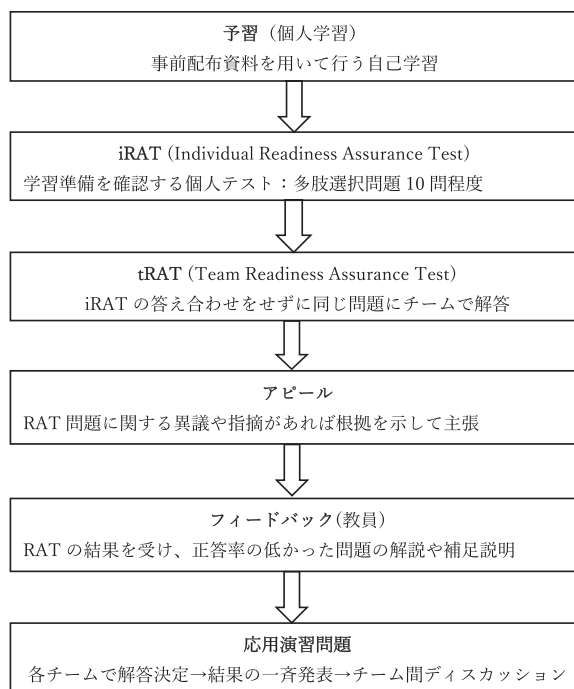 予習（個人学習）
事前配布資料を用いて行う自己学習
iRAT (Individual Readiness Assurance Test)
学習準備を確認する個人テスト：多肢選択問題 10 問程度
tRAT (Team Readiness Assurance Test)
iRAT の答え合わせをせずに同じ問題にチームで解答
アピール
RAT 問題に関する異議や指摘があれば根拠を示して主張
フィードバック(教員)
RAT の結果を受け、正答率の低かった問題の解説や補足説明
応用演習問題
各チームで解答決定→結果の一斉発表→チーム間ディスカッション